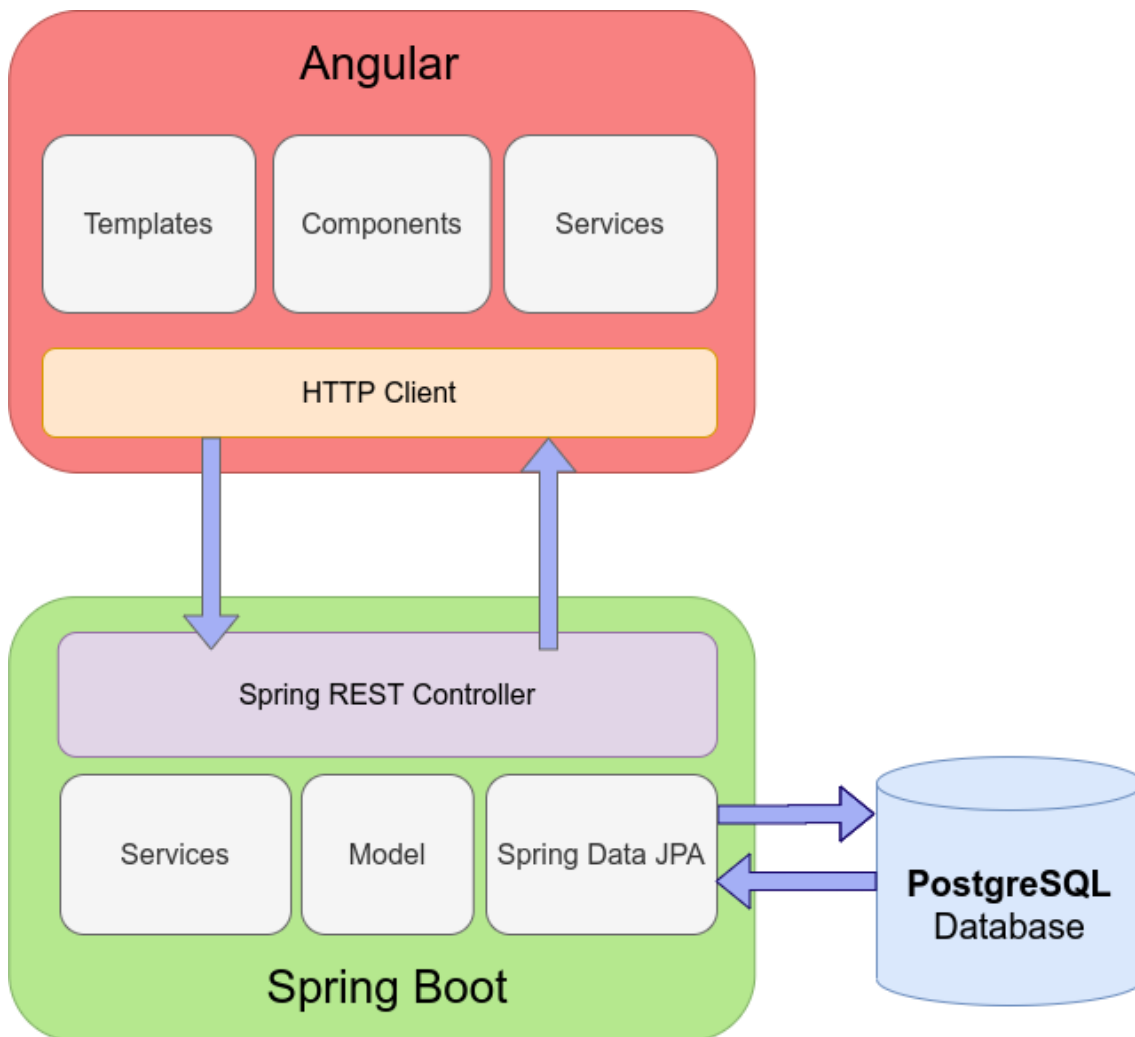 Angular
Templates
Components
Services
HTTP Client
Spring REST Controller
Services
Model
Spring Data JPA
PostgreSQL
Database
Spring Boot